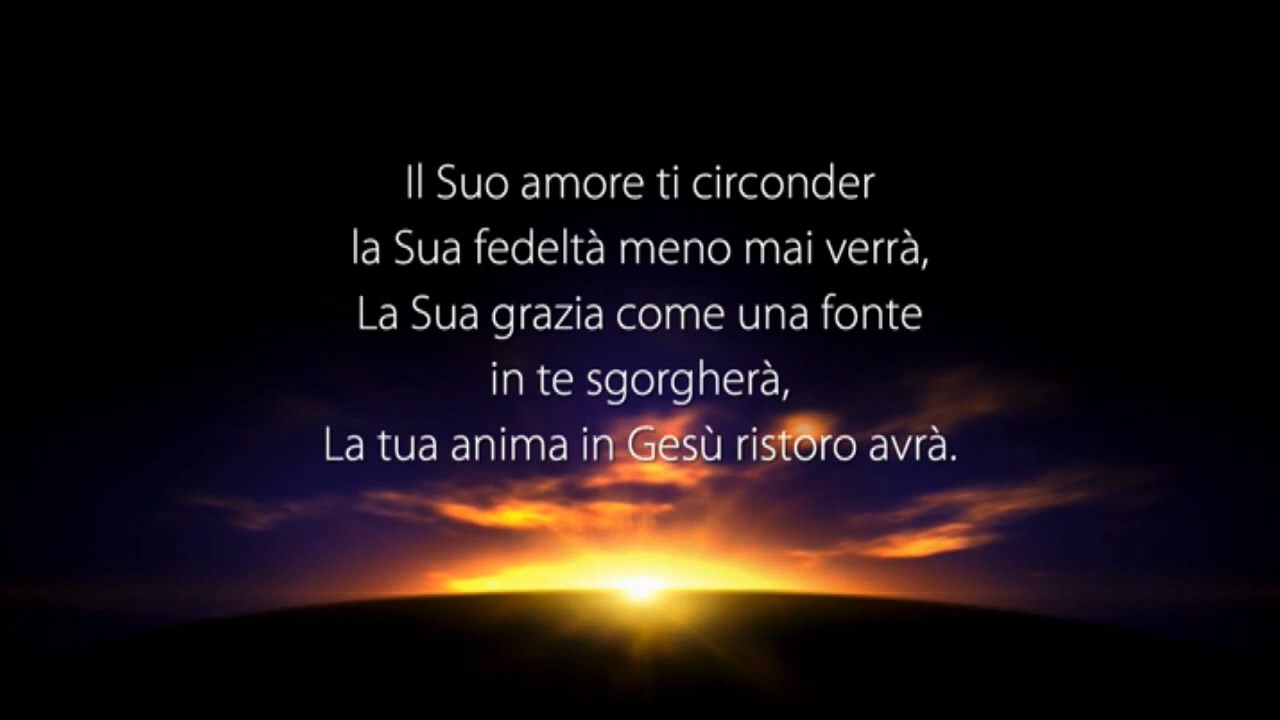 Il Suo amore ti circonder
la Sua fedeltà meno mai verrà,
La Sua grazia come una fonte
in te sgorgherà,
La tua anima in Gesù ristoro avrà.